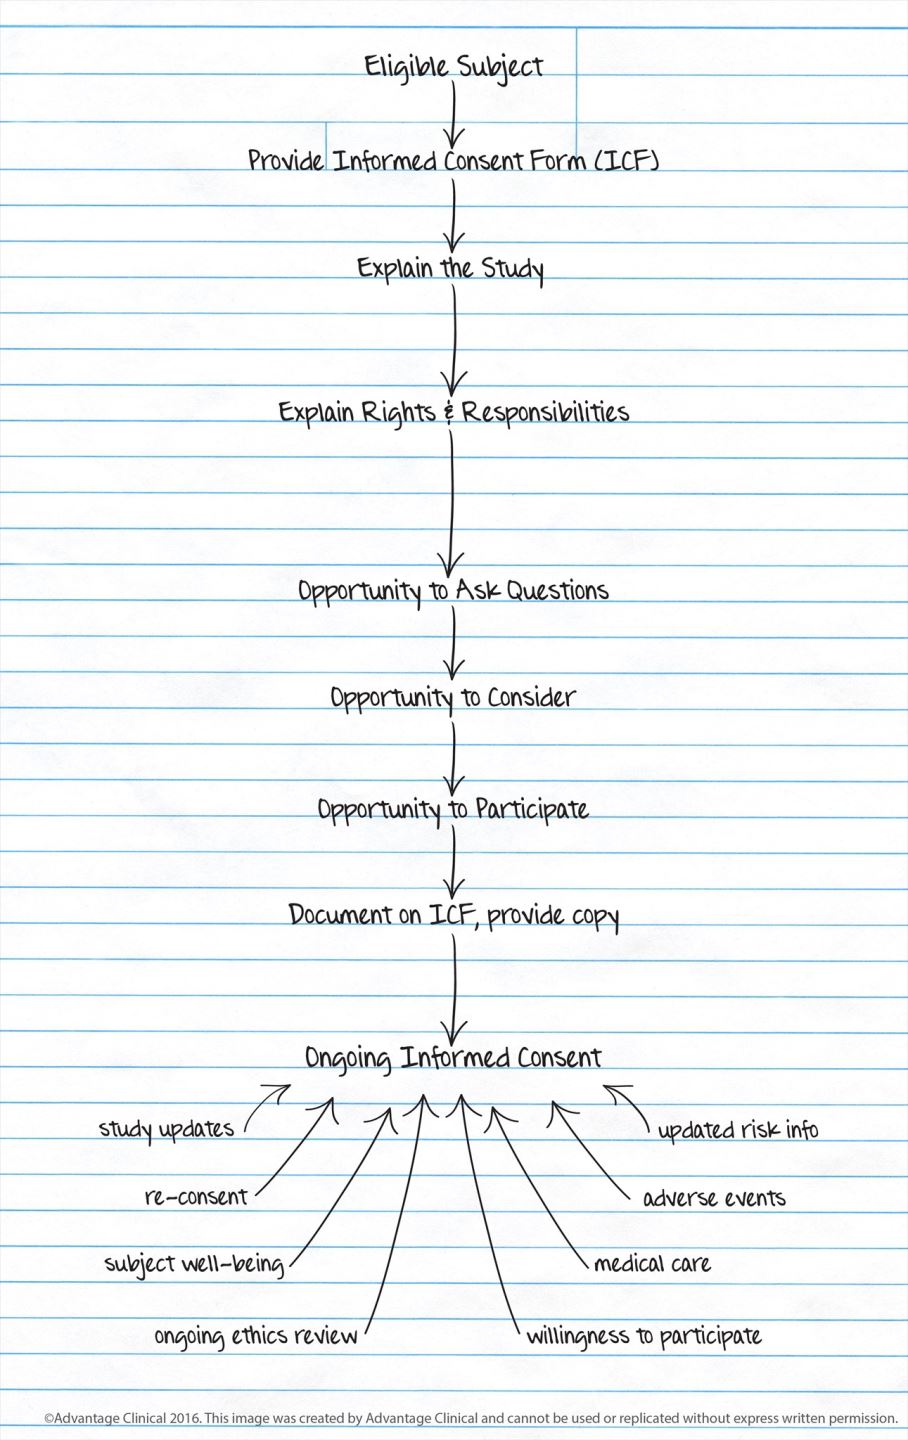 Eligible Subject
Provide Informed Consent Form (ICF)
Explain the Study
Explain Rights & Responsibilities
Opportunity to Ask Questions
Opportunity to Consider
Opportunity to Participate
Document on ICF, provide copy
Ongoing Informed Consent
study updates
updated risk info
re-consent
adverse events
subject well-being
medical care
ongoing ethics review
willingness to participate
©Advantage Clinical 2016. This image was created by Advantage Clinical and cannot be used or replicated without express written permission.